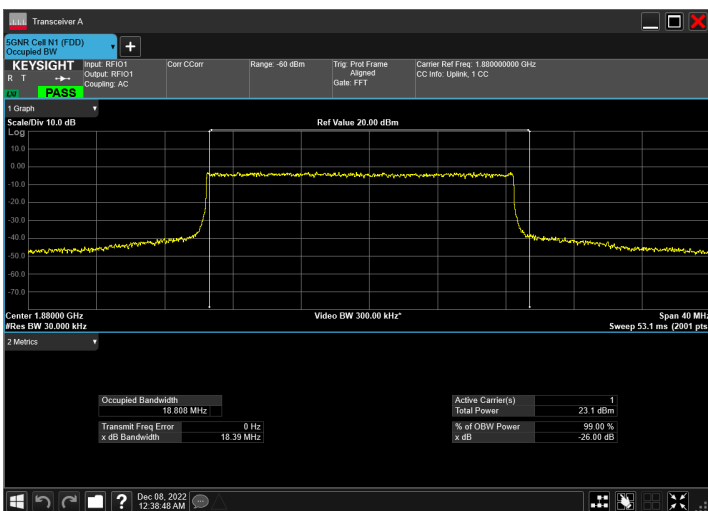 Transceiver A
5GNR Cell N1 (FDD)
Occupied BW
KEYSIGHT
R T
LXI
PASS
Input: RFIO1
Output: RFIO1
Coupling: AC
Corr CCorr
Range: -60 dBm
Trig: Prot Frame
Aligned
Gate: FFT
Carrier Ref Freq: 1.880000000 GHz
CC Info: Uplink, 1 CC
1 Graph
Scale/Div 10.0 dB
Ref Value 20.00 dBm
Log
10.0
0.00
-10.0
-20.0
-30.0
-40.0
-50.0
-60.0
-70.0
Center 1.88000 GHz
Video BW 300.00 kHz*
Span 40 MHz
#Res BW 30.000 kHz
Sweep 53.1 ms (2001 pts)
2 Metrics
Occupied Bandwidth
18.808 MHz
Transmit Freq Error 0 Hz
x dB Bandwidth 18.39 MHz
Active Carrier(s) 1
Total Power 23.1 dBm
% of OBW Power 99.00 %
x dB -26.00 dB
?
Dec 08, 2022
12:38:48 AM